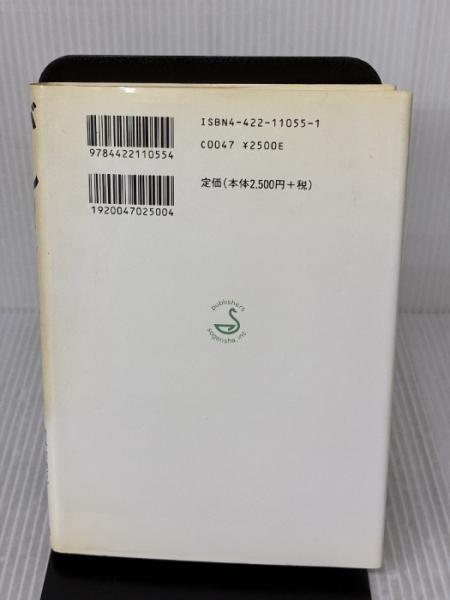 ISBN4-422-11055-1
C0047 ¥2500E
9784422110554
定価(本体2,500円+税)
1920047025004
publishers
sogensha, inc